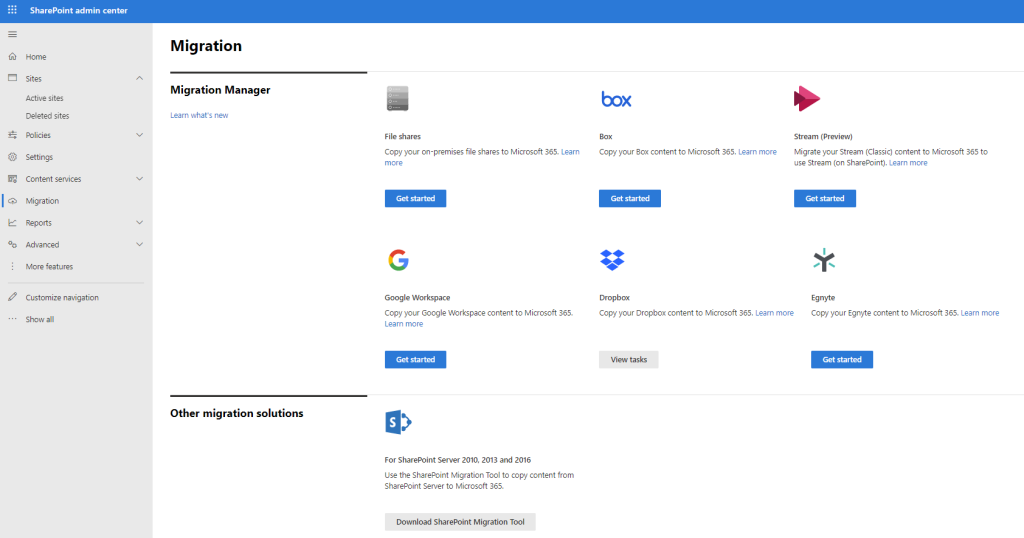 SharePoint admin center
Home
Sites
Active sites
Deleted sites
Policies
Settings
Content services
Migration
Reports
Advanced
More features
Customize navigation
Show all
Migration
Migration Manager
Learn what's new
File shares
Copy your on-premises file shares to Microsoft 365. Learn
more
Get started
box
Box
Copy your Box content to Microsoft 365. Learn more
Get started
Stream (Preview)
Migrate your Stream (Classic) content to Microsoft 365 to
use Stream (on SharePoint). Learn more
Get started
Google Workspace
Copy your Google Workspace content to Microsoft 365.
Learn more
Get started
Dropbox
Copy your Dropbox content to Microsoft 365. Learn more
View tasks
Egnyte
Copy your Egnyte content to Microsoft 365. Learn more
Get started
Other migration solutions
S
For SharePoint Server 2010, 2013 and 2016
Use the SharePoint Migration Tool to copy content from
SharePoint Server to Microsoft 365.
Download SharePoint Migration Tool